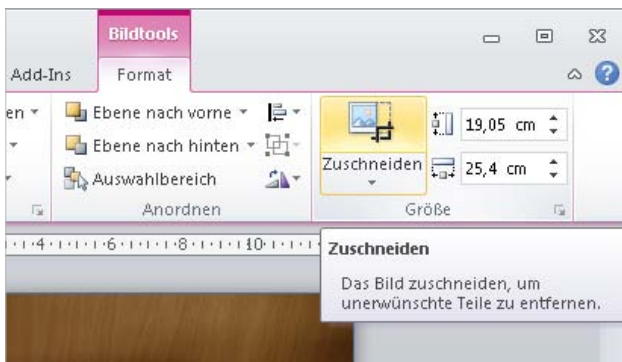 Bildtools
Add-Ins Format
en Ebene nach vorne
Ebene nach hinten
Auswahlbereich
Zuschneiden
19,05 cm
25,4 cm
Anordnen Größe
4 6 8 10
Zuschneiden
Das Bild zuschneiden, um
unerwünschte Teile zu entfernen.